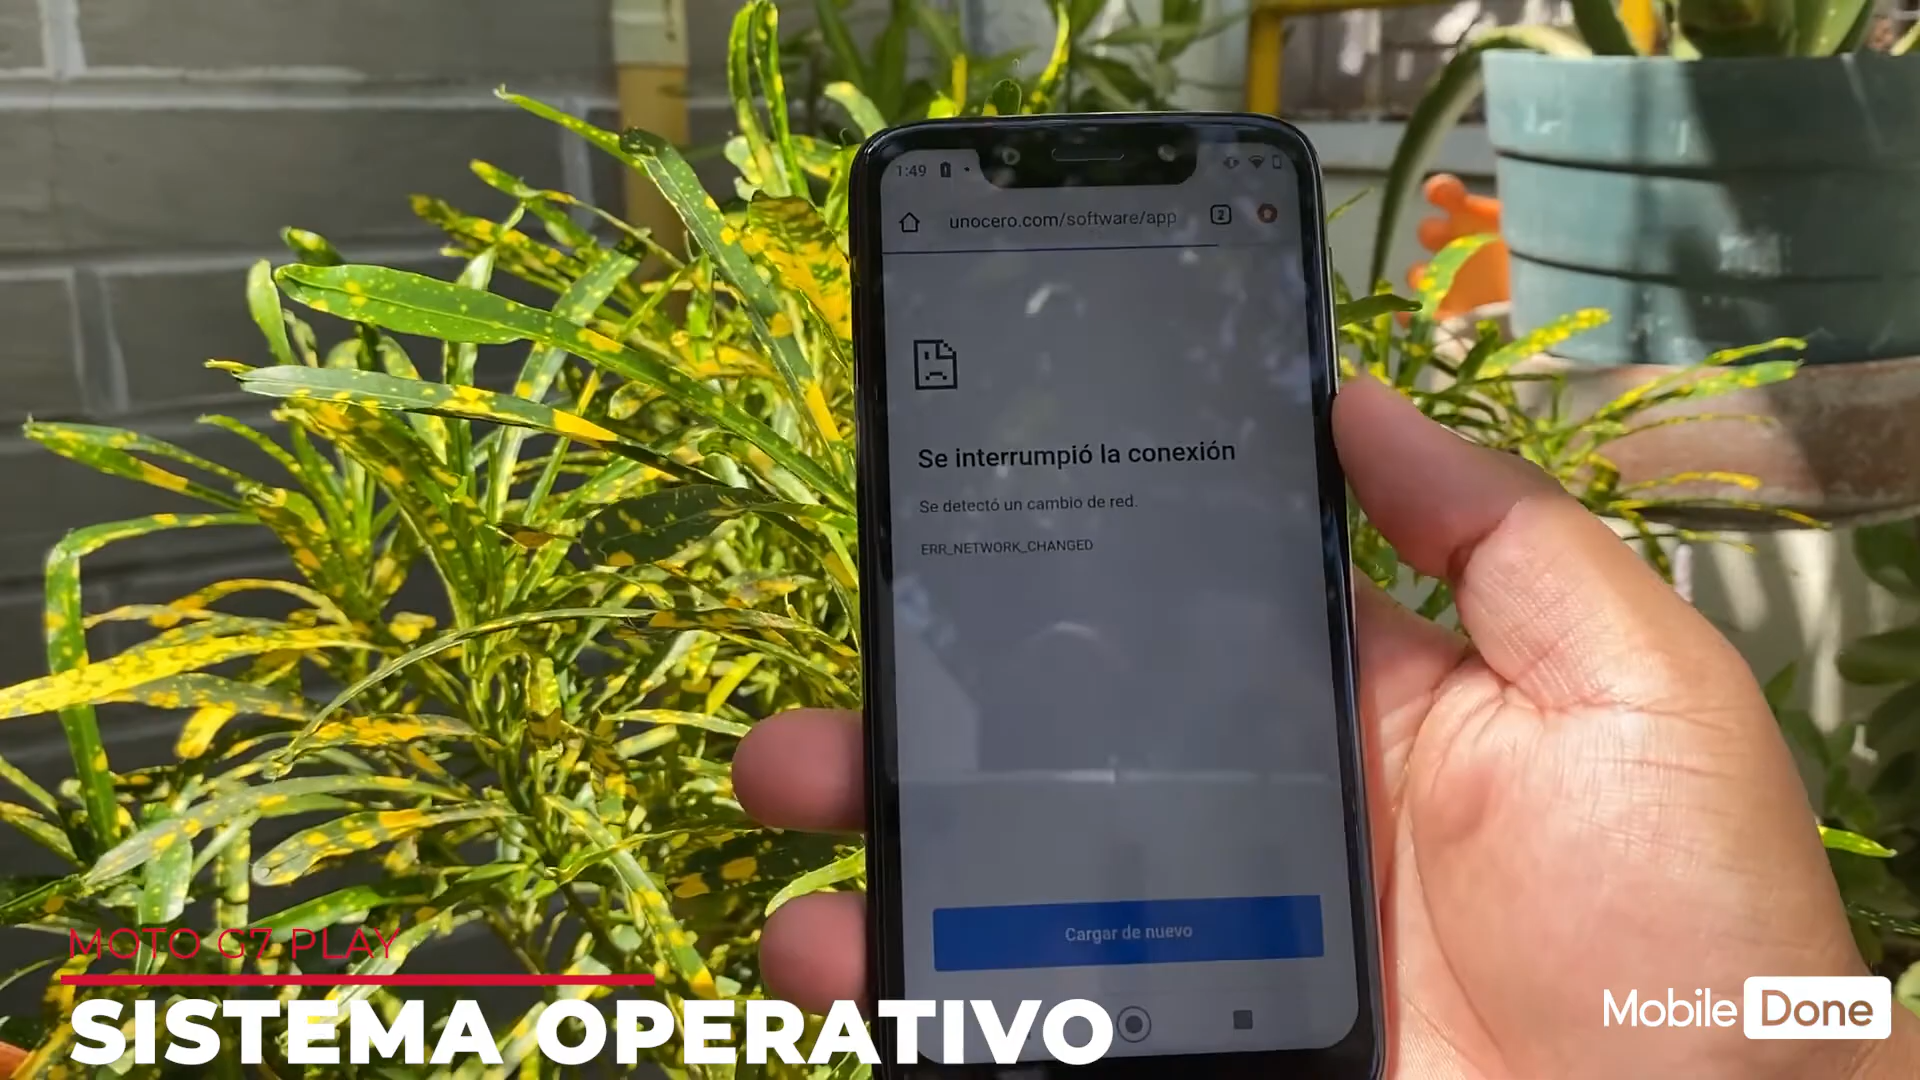 1:49
unocero.com/software/app
2
Se interrumpió la conexión
Se detectó un cambio de red.
ERR_NETWORK_CHANGED
Cargar de nuevo
MOTO G7 PLAY
SISTEMA OPERATIVO
Mobile Done